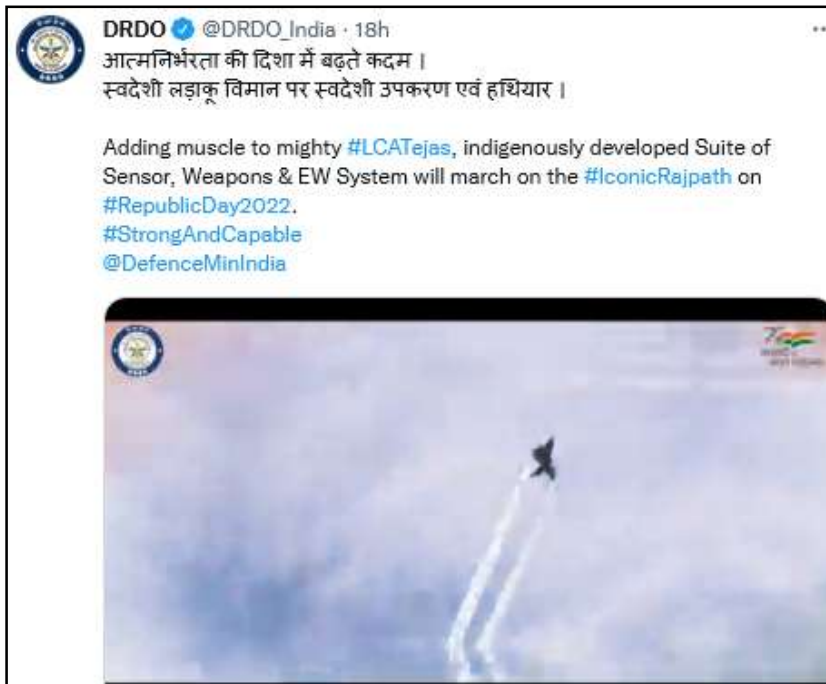 DRDO @DRDO_India · 18h
आत्मनिर्भरता की दिशा में बढ़ते कदम ।
स्वदेशी लड़ाकू विमान पर स्वदेशी उपकरण एवं हथियार ।
Adding muscle to mighty #LCATejas, indigenously developed Suite of
Sensor, Weapons & EW System will march on the #IconicRajpath on
#RepublicDay2022.
#StrongAndCapable
@DefenceMinIndia